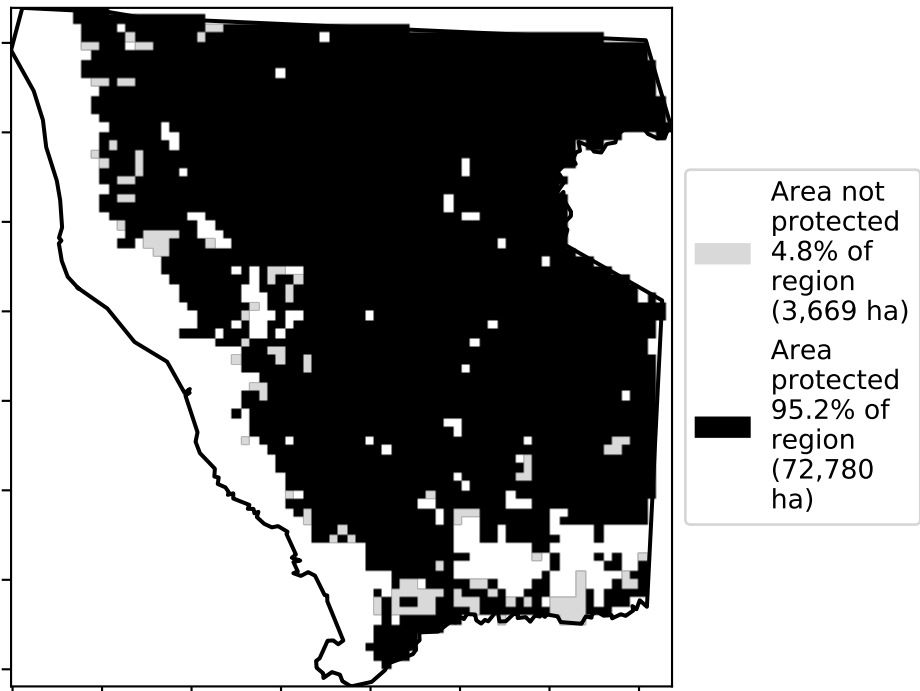 Area not
protected
4.8% of
region
(3,669 ha)
Area
protected
95.2% of
region
(72,780
ha)